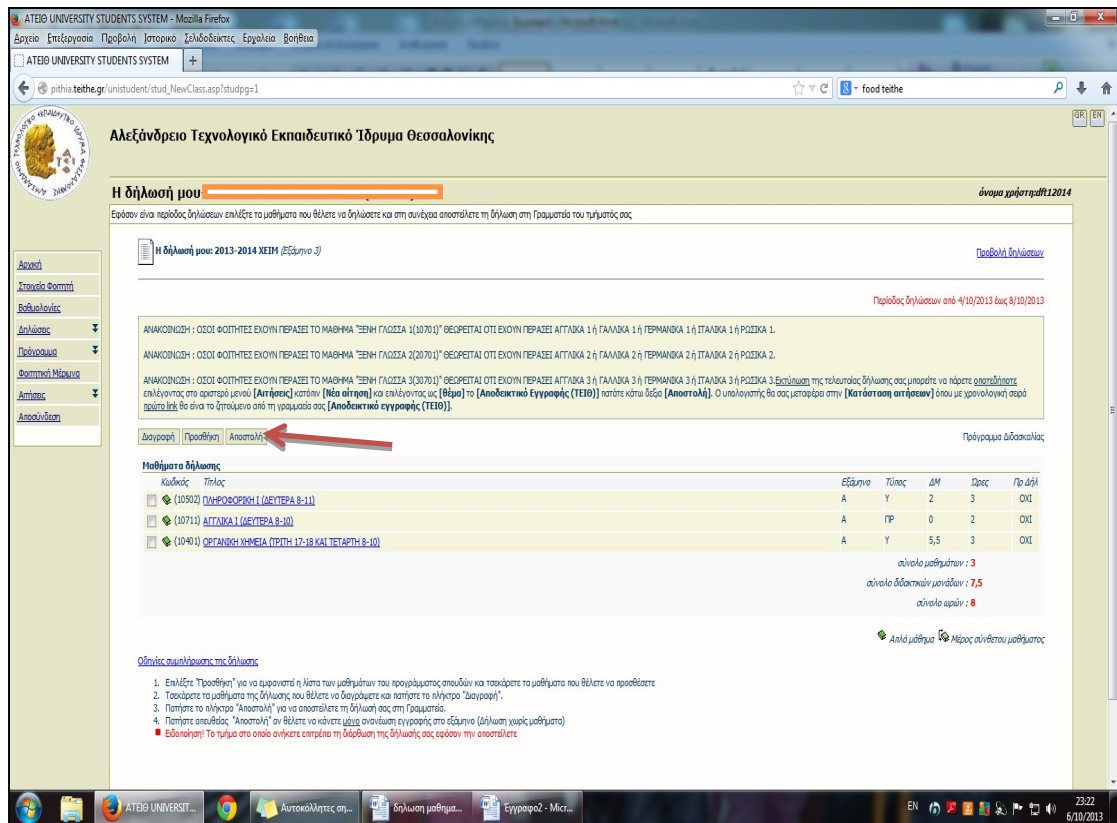 ATEIΘ UNIVERSITY STUDENTS SYSTEM - Mozilla Firefox
Αρχείο Επεξεργασία Προβολή Ιστορικό Σελιδοδείκτες Εργαλεία Βοήθεια
ATEIΘ UNIVERSITY STUDENTS SYSTEM +
pithia.teithe.gr/unistudent/stud_NewClass.asp?studpg=1
food teithe
GR EN
Αλεξάνδρειο Τεχνολογικό Εκπαιδευτικό Ίδρυμα Θεσσαλονίκης
Η δήλωσή μου
όνομα χρήστη:dft12014
Εφόσον είναι περίοδος δηλώσεων επιλέξτε τα μαθήματα που θέλετε να δηλώσετε και στη συνέχεια αποστείλετε τη δήλωση στη Γραμματεία του τμήματός σας
Αρχική
Στοιχεία Φοιτητή
Βαθμολογίες
Δηλώσεις
Πρόγραμμα
Φοιτητική Μέριμνα
Αιτήσεις
Αποσύνδεση
Η δήλωσή μου: 2013-2014 ΧΕΙΜ (Εξάμηνο 3)
Προβολή δηλώσεων
Περίοδος δηλώσεων από 4/10/2013 έως 8/10/2013
ΑΝΑΚΟΙΝΩΣΗ : ΟΣΟΙ ΦΟΙΤΗΤΕΣ ΕΧΟΥΝ ΠΕΡΑΣΕΙ ΤΟ ΜΑΘΗΜΑ "ΞΕΝΗ ΓΛΩΣΣΑ 1(10701)" ΘΕΩΡΕΙΤΑΙ ΟΤΙ ΕΧΟΥΝ ΠΕΡΑΣΕΙ ΑΓΓΛΙΚΑ 1 ή ΓΑΛΛΙΚΑ 1 ή ΓΕΡΜΑΝΙΚΑ 1 ή ΙΤΑΛΙΚΑ 1 ή ΡΩΣΙΚΑ 1.
ΑΝΑΚΟΙΝΩΣΗ : ΟΣΟΙ ΦΟΙΤΗΤΕΣ ΕΧΟΥΝ ΠΕΡΑΣΕΙ ΤΟ ΜΑΘΗΜΑ "ΞΕΝΗ ΓΛΩΣΣΑ 2(20701)" ΘΕΩΡΕΙΤΑΙ ΟΤΙ ΕΧΟΥΝ ΠΕΡΑΣΕΙ ΑΓΓΛΙΚΑ 2 ή ΓΑΛΛΙΚΑ 2 ή ΓΕΡΜΑΝΙΚΑ 2 ή ΙΤΑΛΙΚΑ 2 ή ΡΩΣΙΚΑ 2.
ΑΝΑΚΟΙΝΩΣΗ : ΟΣΟΙ ΦΟΙΤΗΤΕΣ ΕΧΟΥΝ ΠΕΡΑΣΕΙ ΤΟ ΜΑΘΗΜΑ "ΞΕΝΗ ΓΛΩΣΣΑ 3(30701)" ΘΕΩΡΕΙΤΑΙ ΟΤΙ ΕΧΟΥΝ ΠΕΡΑΣΕΙ ΑΓΓΛΙΚΑ 3 ή ΓΑΛΛΙΚΑ 3 ή ΓΕΡΜΑΝΙΚΑ 3 ή ΙΤΑΛΙΚΑ 3 ή ΡΩΣΙΚΑ 3.Εκτύπωση της τελευταίας δήλωσης σας μπορείτε να πάρετε οποτεδήποτε
επιλέγοντας στο αριστερό μενού [Αιτήσεις] κατόπιν [Νέα αίτηση] και επιλέγοντας ως [θέμα] το [Αποδεικτικό Εγγραφής (ΤΕΙΘ)] πατάτε κάτω δεξια [Αποστολή]. Ο υπολογιστής θα σας μεταφέρει στην [Κατάσταση αιτήσεων] όπου με χρονολογική σειρά
πρώτο link θα είναι το ζητούμενο από τη γραμμαεία σας [Αποδεικτικό εγγραφής (ΤΕΙΘ)].
Διαγραφή Προσθήκη Αποστολή
Πρόγραμμα Διδασκαλίας
Μαθήματα δήλωσης
Κωδικός Τίτλος Εξάμηνο Τύπος ΔΜ Ώρες Πρ Δήλ
(10502) ΠΛΗΡΟΦΟΡΙΚΗ Ι (ΔΕΥΤΕΡΑ 8-11) Α Υ 2 3 ΟΧΙ
(10711) ΑΓΓΛΙΚΑ Ι (ΔΕΥΤΕΡΑ 8-10) Α ΠΡ 0 2 ΟΧΙ
(10401) ΟΡΓΑΝΙΚΗ ΧΗΜΕΙΑ (ΤΡΙΤΗ 17-18 ΚΑΙ ΤΕΤΑΡΤΗ 8-10) Α Υ 5,5 3 ΟΧΙ
σύνολο μαθημάτων : 3
σύνολο διδακτικών μονάδων : 7,5
σύνολο ωρών : 8
Απλό μάθημα Μέρος σύνθετου μαθήματος
Οδηγίες συμπλήρωσης της δήλωσης
1. Επιλέξτε "Προσθήκη" για να εμφανιστεί η λίστα των μαθημάτων του προγράμματος σπουδών και τσεκάρετε τα μαθήματα που θέλετε να προσθέσετε
2. Τσεκάρετε τα μαθήματα της δήλωσης που θέλετε να διαγράψετε και πατήστε το πλήκτρο "Διαγραφή".
3. Πατήστε το πλήκτρο "Αποστολή" για να αποστείλετε τη δήλωσή σας στη Γραμματεία.
4. Πατήστε απευθείας "Αποστολή" αν θέλετε να κάνετε μόνο ανανέωση εγγραφής στο εξάμηνο (Δήλωση χωρίς μαθήματα)
Ειδοποίηση! Το τμήμα στο οποίο ανήκετε επιτρέπει τη διόρθωση της δήλωσής σας εφόσον την αποστείλετε
ATEIΘ UNIVERSIT... Αυτοκόλλητες ση... δηλωση μαθημα... Έγγραφο2 - Micr... EN 23:22
6/10/2013